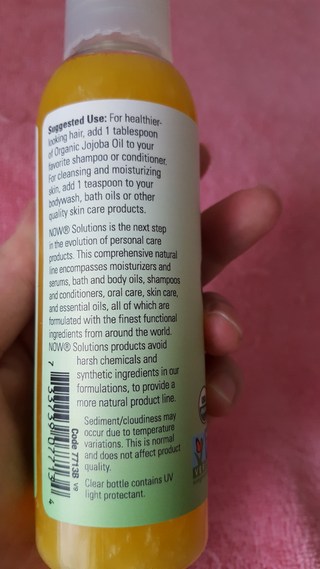 Suggested Use: For healthier-
looking hair, add 1 tablespoon
of Organic Jojoba Oil to your
favorite shampoo or conditioner.
For cleansing and moisturizing
skin, add 1 teaspoon to your
bodywash, bath oils or other
quality skin care products.
NOW® Solutions is the next step
in the evolution of personal care
products. This comprehensive natural
line encompasses moisturizers and
serums, bath and body oils, shampoos
and conditioners, oral care, skin care,
and essential oils, all of which are
formulated with the finest functional
ingredients from around the world.
NOW® Solutions products avoid
harsh chemicals and
synthetic ingredients in our
formulations, to provide a
more natural product line.
Sediment/cloudiness may
occur due to temperature
variations. This is normal
and does not affect product
quality.
Clear bottle contains UV
light protectant.
Code 7713B V9